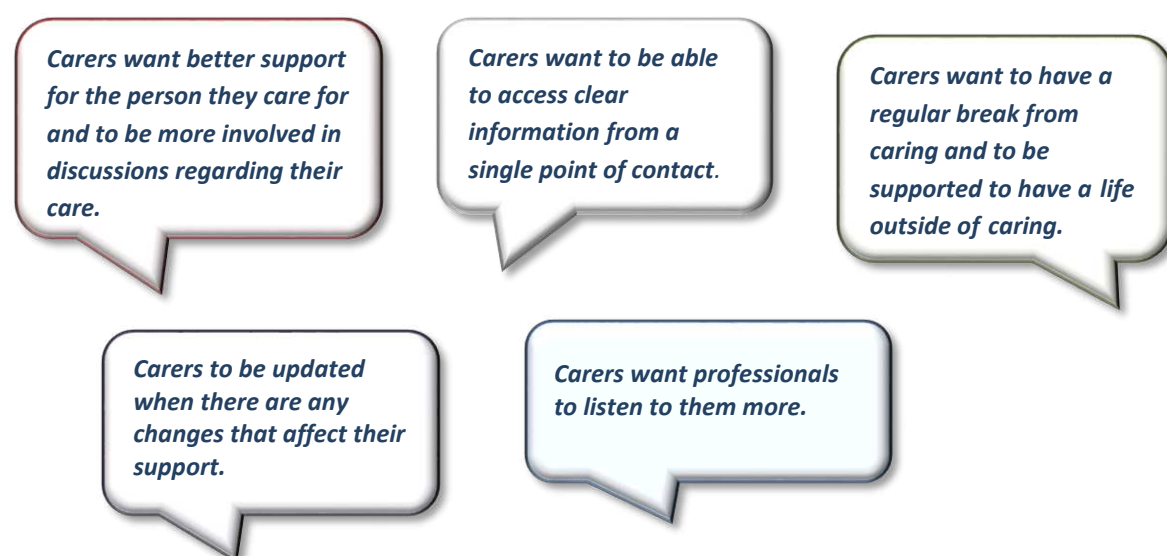 Carers want better support
for the person they care for
and to be more involved in
discussions regarding their
care.
Carers want to be able
to access clear
information from a
single point of contact.
Carers want to have a
regular break from
caring and to be
supported to have a life
outside of caring.
Carers to be updated
when there are any
changes that affect their
support.
Carers want professionals
to listen to them more.